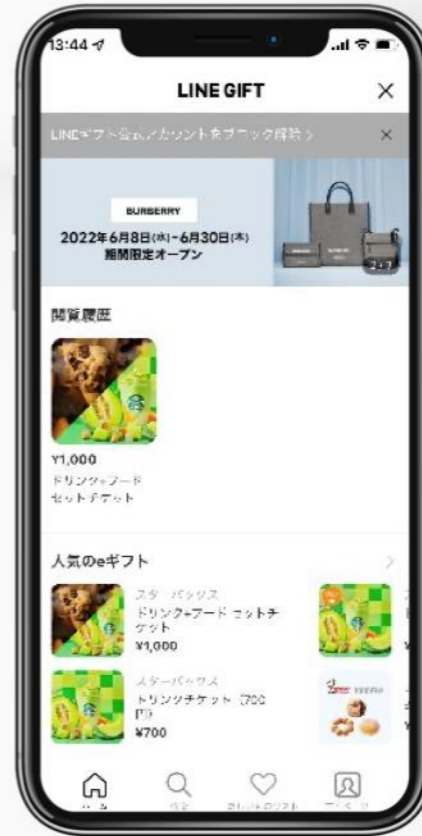 13:44
LINE GIFT
LINEギフト公式アカウントをブロック解除
BURBERRY
2022年6月8日(水)-6月30日(木)
期間限定オープン
閲覧履歴
¥1,000
ドリンク+フード
セットチケット
人気のeギフト
スターバックス
ドリンク+フード セットチ
ケット
¥1,000
スターバックス
ドリンクチケット (700
円)
¥700
ホーム
検索